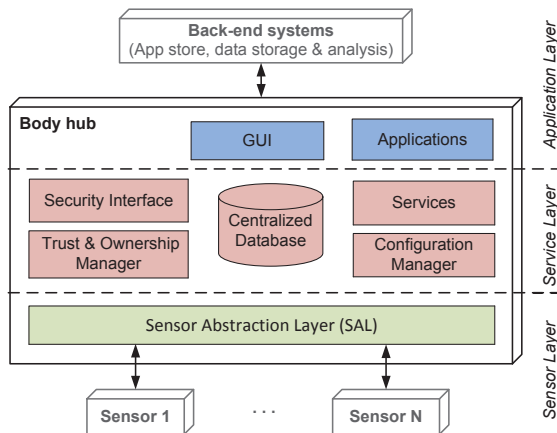 Back-end systems
(App store, data storage & analysis)
Application Layer
Body hub
GUI
Applications
Security Interface
Centralized
Database
Services
Trust & Ownership
Manager
Configuration
Manager
Service Layer
Sensor Abstraction Layer (SAL)
Sensor Layer
Sensor 1
. . .
Sensor N